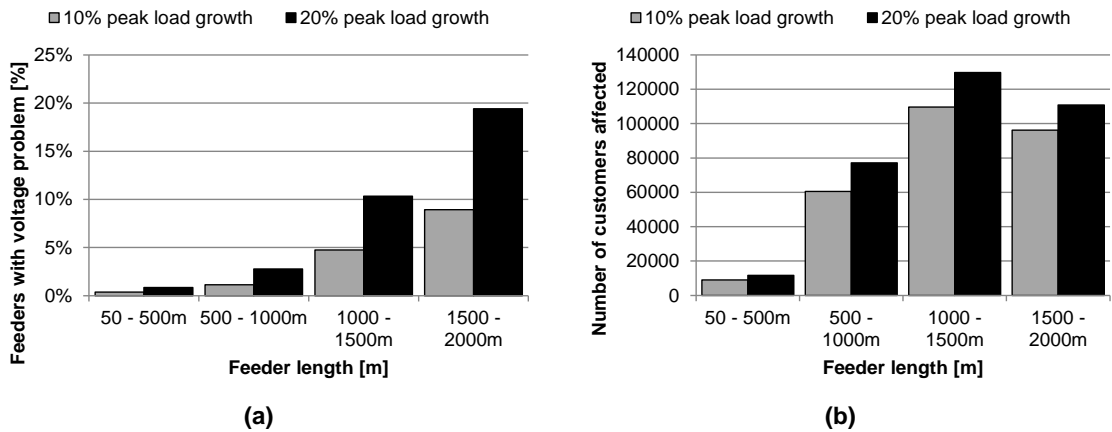 10% peak load growth
20% peak load growth
Feeders with voltage problem [%]
25%
20%
15%
10%
5%
0%
50 - 500m
500 - 1000m
1000 -
1500m
1500 -
2000m
Feeder length [m]
(a)
10% peak load growth
20% peak load growth
Number of customers affected
140000
120000
100000
80000
60000
40000
20000
0
50 - 500m
500 -
1000m
1000 -
1500m
1500 -
2000m
Feeder length [m]
(b)